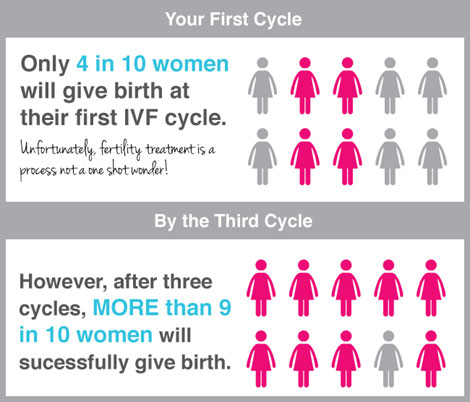 Your First Cycle
Only 4 in 10 women
will give birth at
their first IVF cycle.
Unfortunately, fertility treatment is a
process not a one shot wonder!
By the Third Cycle
However, after three
cycles, MORE than 9
in 10 women will
sucessfully give birth.